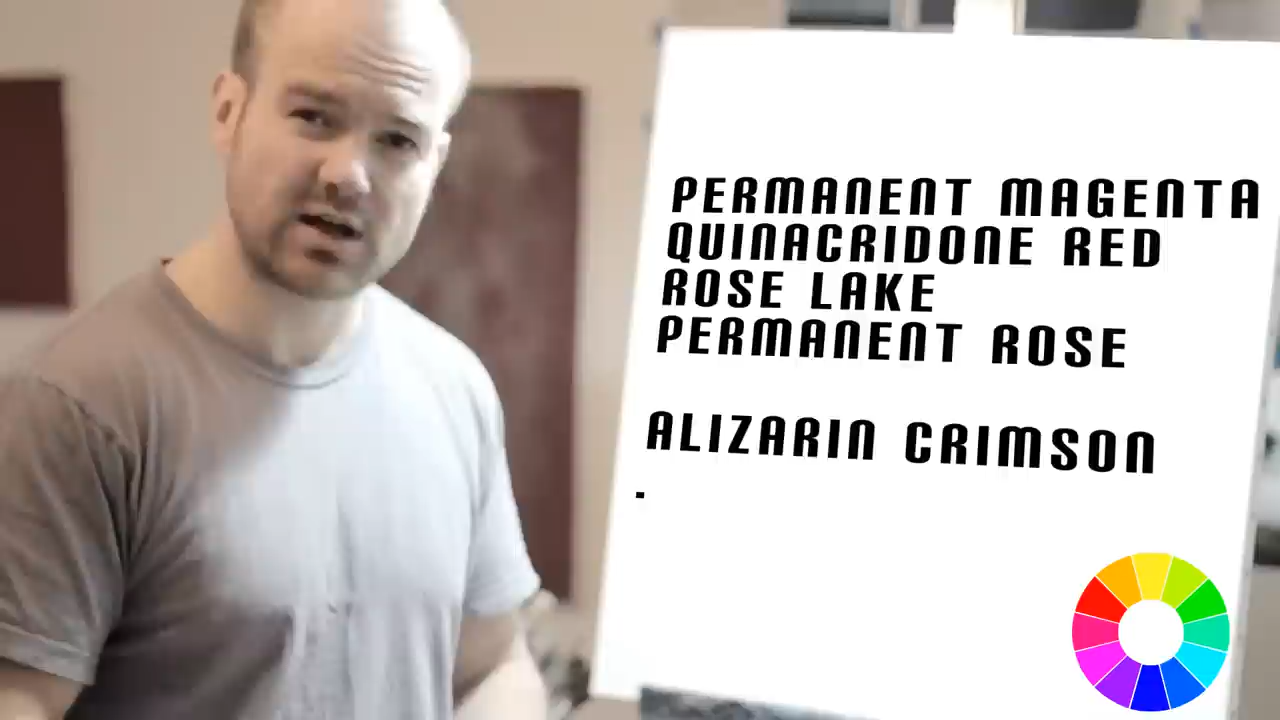 PERMANENT MAGENTA
QUINACRIDONE RED
ROSE LAKE
PERMANENT ROSE
ALIZARIN CRIMSON
-